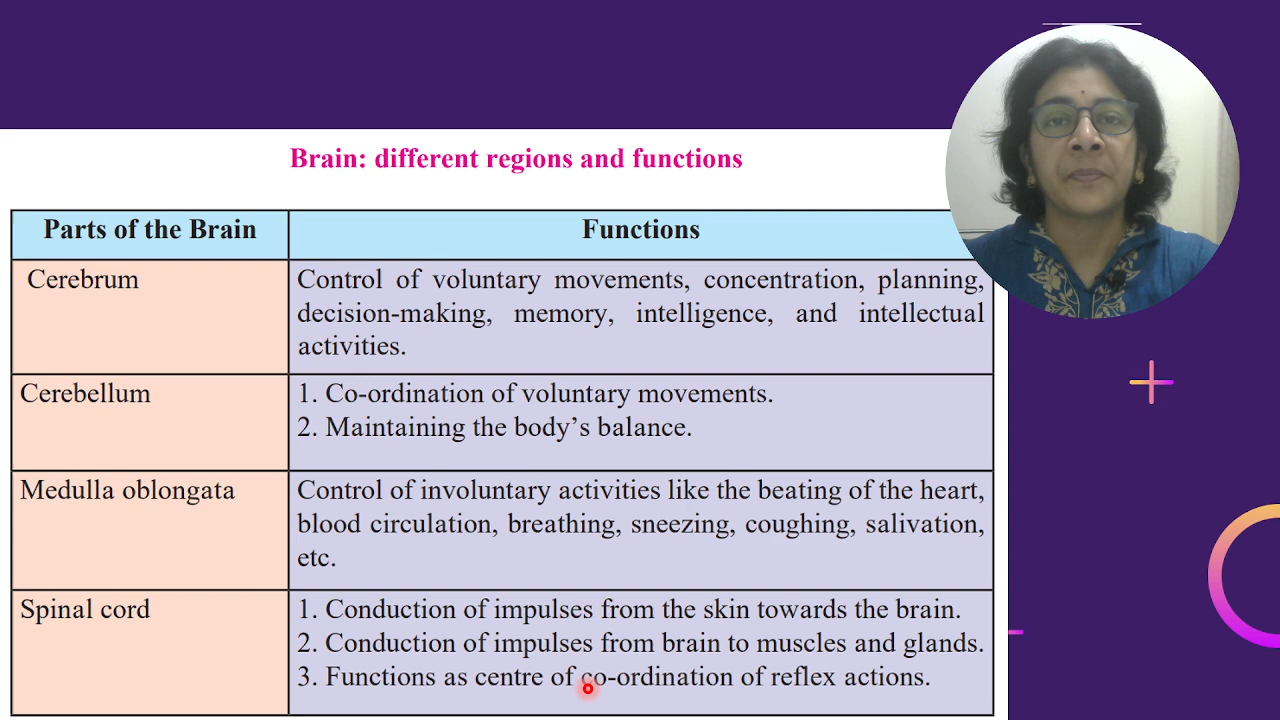 Brain: different regions and functions
Parts of the Brain
Functions
Cerebrum
Control of voluntary movements, concentration, planning,
decision-making, memory, intelligence, and intellectual
activities.
Cerebellum
1. Co-ordination of voluntary movements.
2. Maintaining the body’s balance.
Medulla oblongata
Control of involuntary activities like the beating of the heart,
blood circulation, breathing, sneezing, coughing, salivation,
etc.
Spinal cord
1. Conduction of impulses from the skin towards the brain.
2. Conduction of impulses from brain to muscles and glands.
3. Functions as centre of co-ordination of reflex actions.